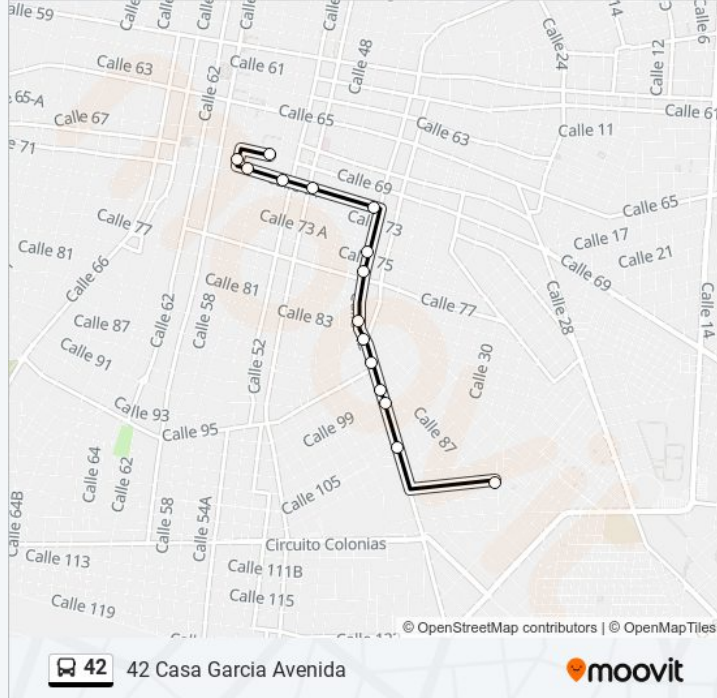 Calle 59
Calle 62
Calle 48
14
Calle 6
Calle 24
Calle 12
Calle 63
Calle 61
Calle 62
65-A
Calle 67
Calle 65
Calle 63
Calle 11
Calle 61
e 71
Calle 69
Calle 65
Calle 77
Calle 73 A
Calle 73
Calle 17
Calle 21
Calle 81
Calle 66
Calle 75
Calle 69
Calle 81
Calle 77
Calle 28
Calle 14
Calle 62
Calle 58
Calle 83
Calle 87
Calle 91
Calle 52
Calle 30
Calle 93
Calle 95
Calle 99
Calle 87
Calle 64
Calle 62
Calle 105
Calle 64B
Calle 58
Calle 54A
Circuito Colonias
Calle 113
Calle 111B
Calle 115
Calle 119
© OpenStreetMap contributors | © OpenMapTiles
42 42 Casa Garcia Avenida
moovit